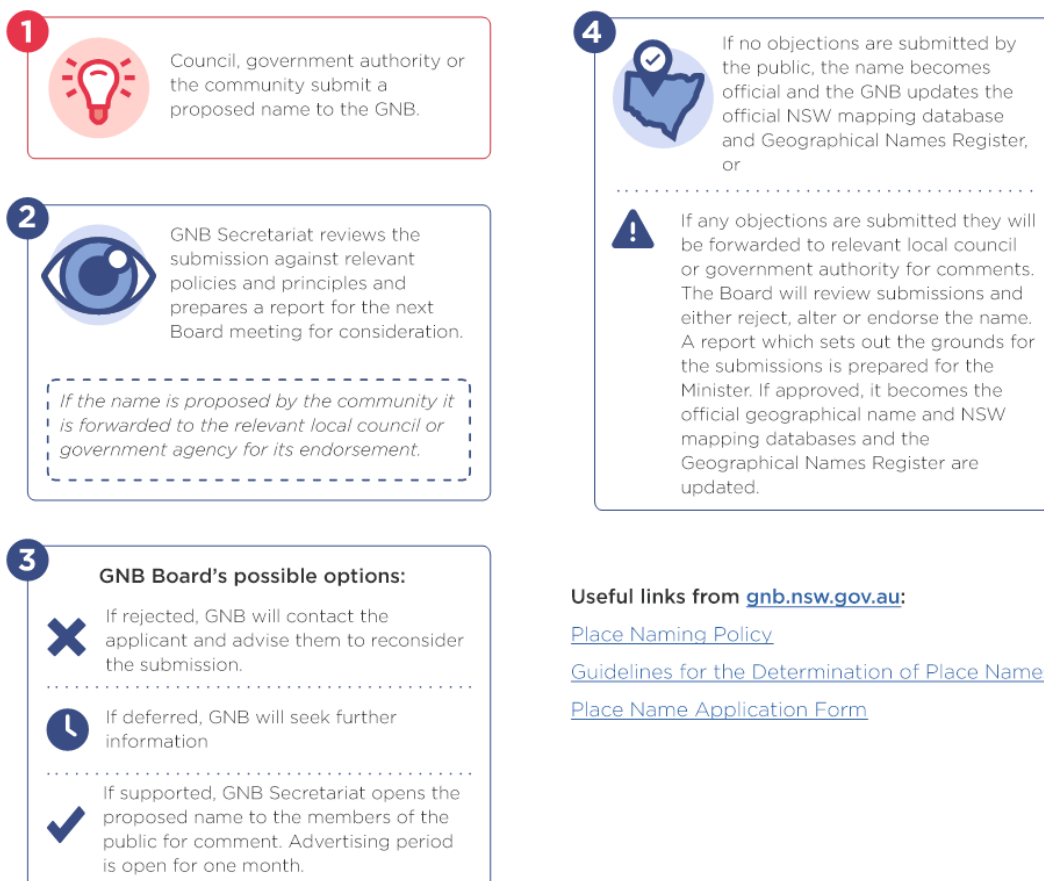 1
Council, government authority or
the community submit a
proposed name to the GNB.
2
GNB Secretariat reviews the
submission against relevant
policies and principles and
prepares a report for the next
Board meeting for consideration.
If the name is proposed by the community it
is forwarded to the relevant local council or
government agency for its endorsement.
3
GNB Board's possible options:
If rejected, GNB will contact the
applicant and advise them to reconsider
the submission.
If deferred, GNB will seek further
information
If supported, GNB Secretariat opens the
proposed name to the members of the
public for comment. Advertising period
is open for one month.
4
If no objections are submitted by
the public, the name becomes
official and the GNB updates the
official NSW mapping database
and Geographical Names Register,
or
If any objections are submitted they will
be forwarded to relevant local council
or government authority for comments.
The Board will review submissions and
either reject, alter or endorse the name.
A report which sets out the grounds for
the submissions is prepared for the
Minister. If approved, it becomes the
official geographical name and NSW
mapping databases and the
Geographical Names Register are
updated.
Useful links from gnb.nsw.gov.au:
Place Naming Policy
Guidelines for the Determination of Place Name
Place Name Application Form